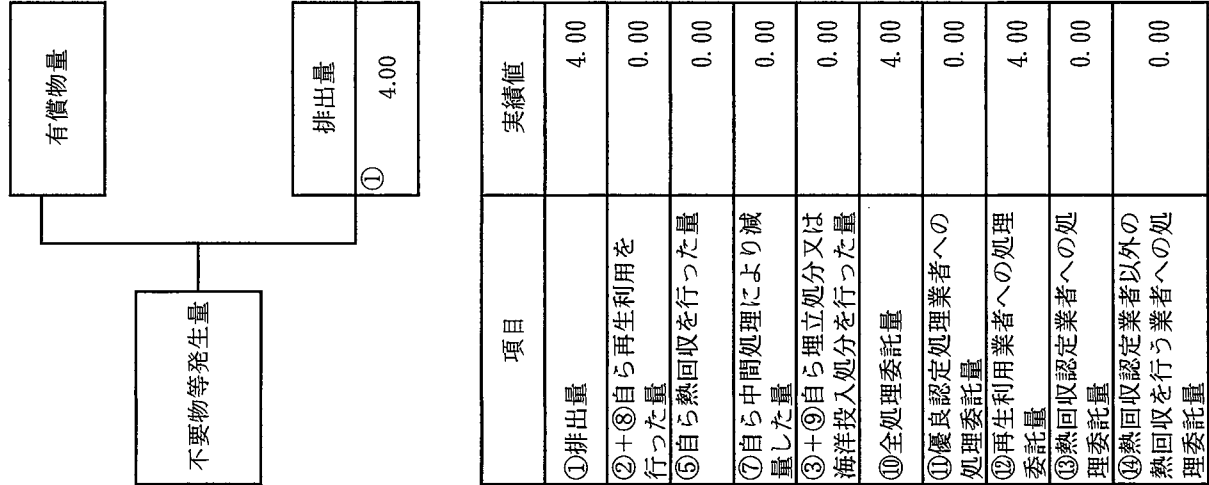 不要物等発生量
有償物量
排出量
①
4.00
項目
実績値
①排出量
4.00
②+⑧自ら再生利用を
行った量
0.00
⑤自ら熱回収を行った量
0.00
⑦自ら中間処理により減
量した量
0.00
③+⑨自ら埋立処分又は
海洋投入処分を行った量
0.00
⑩全処理委託量
4.00
⑪優良認定処理業者への
処理委託量
0.00
⑫再生利用業者への処理
委託量
4.00
⑬熱回収認定業者への処
理委託量
0.00
⑭熱回収認定業者以外の
熱回収を行う業者への処
理委託量
0.00